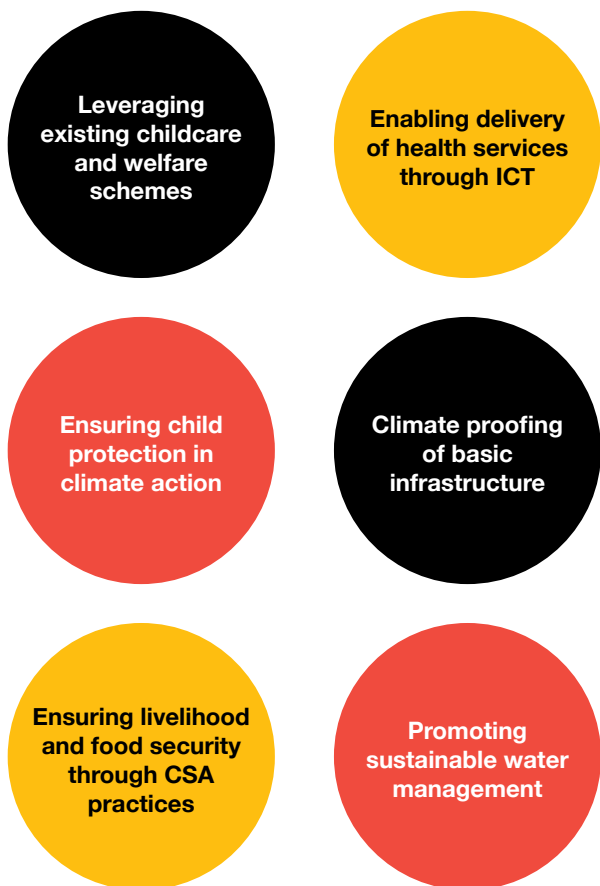 Leveraging
existing childcare
and welfare
schemes
Enabling delivery
of health services
through ICT
Ensuring child
protection in
climate action
Climate proofing
of basic
infrastructure
Ensuring livelihood
and food security
through CSA
practices
Promoting
sustainable water
management